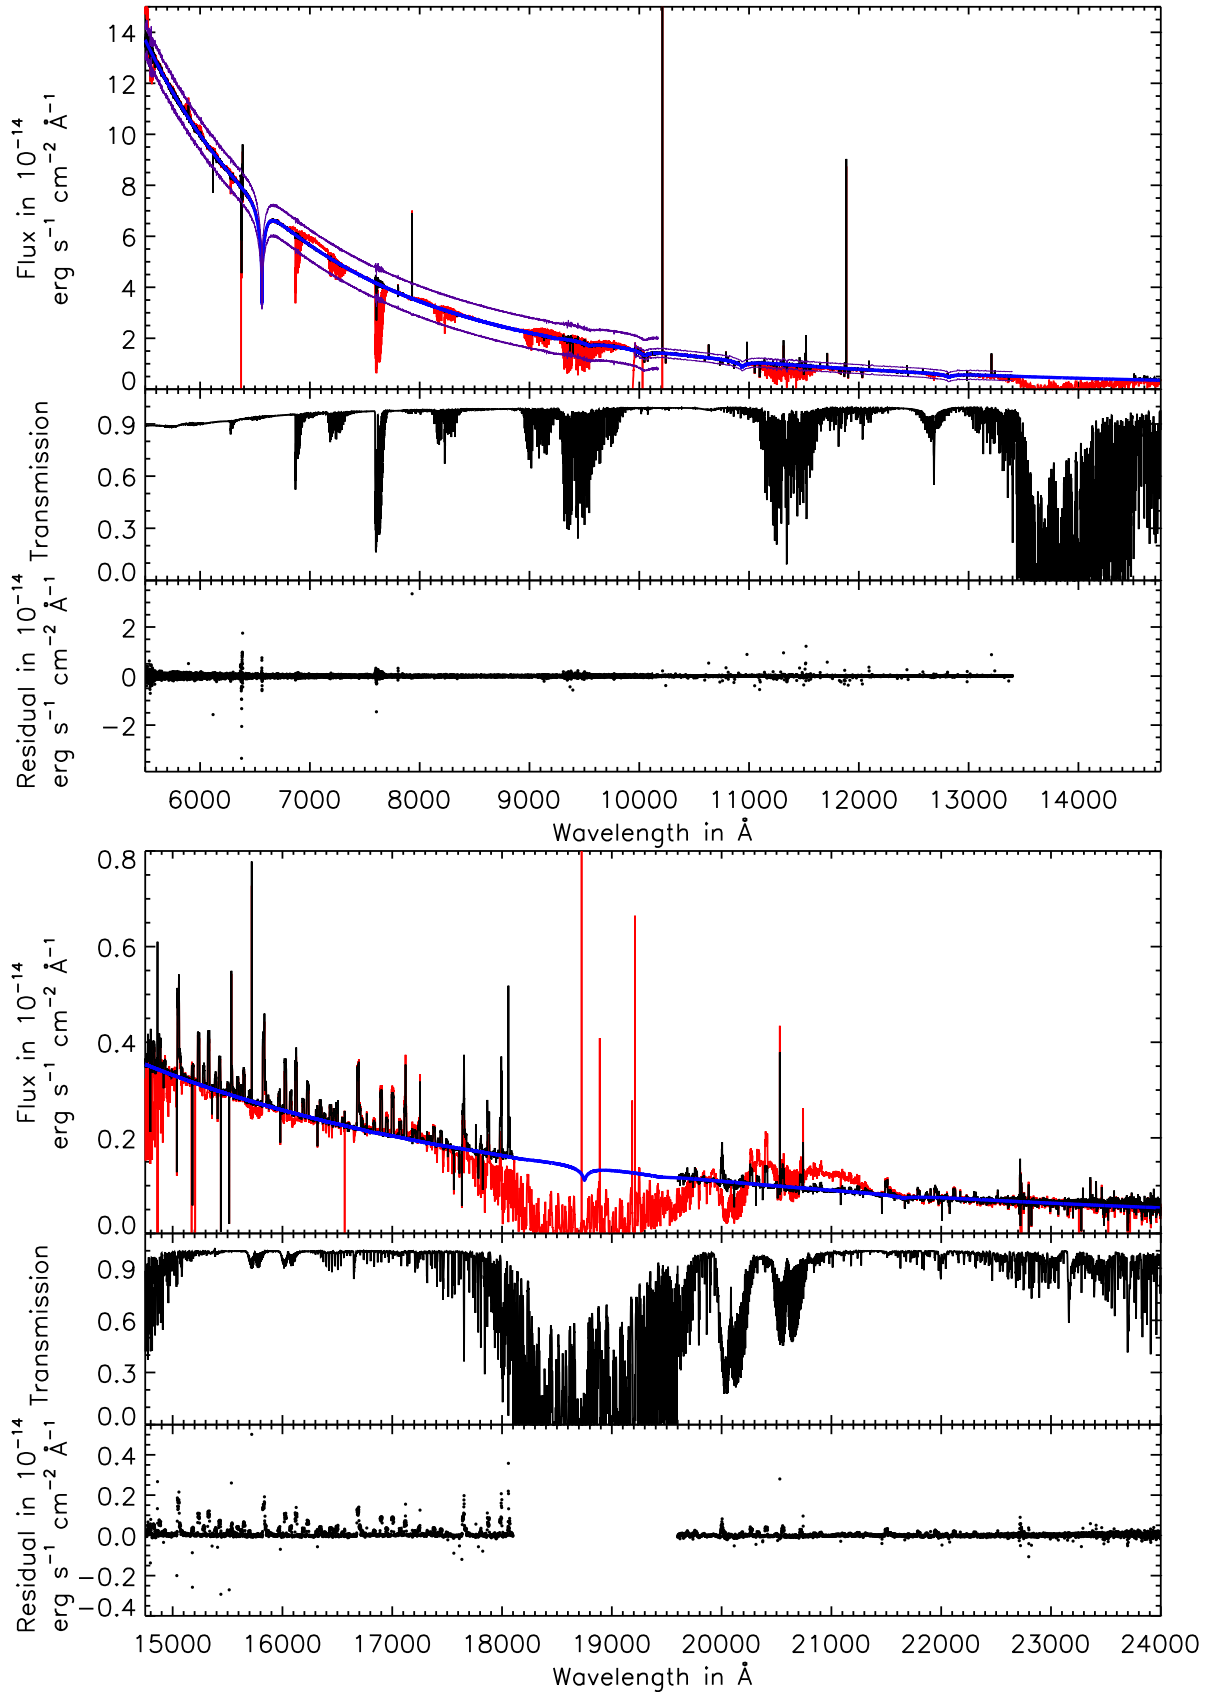 14
12
10
8
6
4
2
0
Flux in 10⁻¹⁴
erg s⁻¹ cm⁻² Å⁻¹
0.9
0.6
0.3
0.0
Transmission
2
0
−2
Residual in 10⁻¹⁴
erg s⁻¹ cm⁻² Å⁻¹
6000 7000 8000 9000 10000 11000 12000 13000 14000
Wavelength in Å
0.8
0.6
0.4
0.2
0.0
Flux in 10⁻¹⁴
erg s⁻¹ cm⁻² Å⁻¹
0.9
0.6
0.3
0.0
Transmission
0.4
0.2
0.0
−0.2
−0.4
Residual in 10⁻¹⁴
erg s⁻¹ cm⁻² Å⁻¹
15000 16000 17000 18000 19000 20000 21000 22000 23000 24000
Wavelength in Å